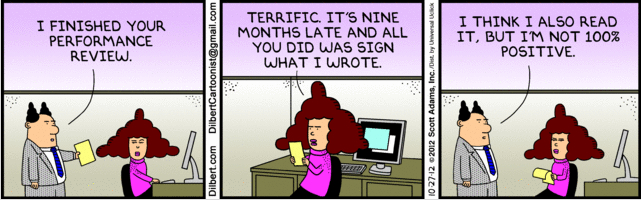 I FINISHED YOUR
PERFORMANCE
REVIEW.
DilbertCartoonist@gmail.com
Dilbert.com
TERRIFIC. IT'S NINE
MONTHS LATE AND ALL
YOU DID WAS SIGN
WHAT I WROTE.
10-27-12 ©2012 Scott Adams, Inc. /Dist. by Universal Uclick
I THINK I ALSO READ
IT, BUT I'M NOT 100%
POSITIVE.